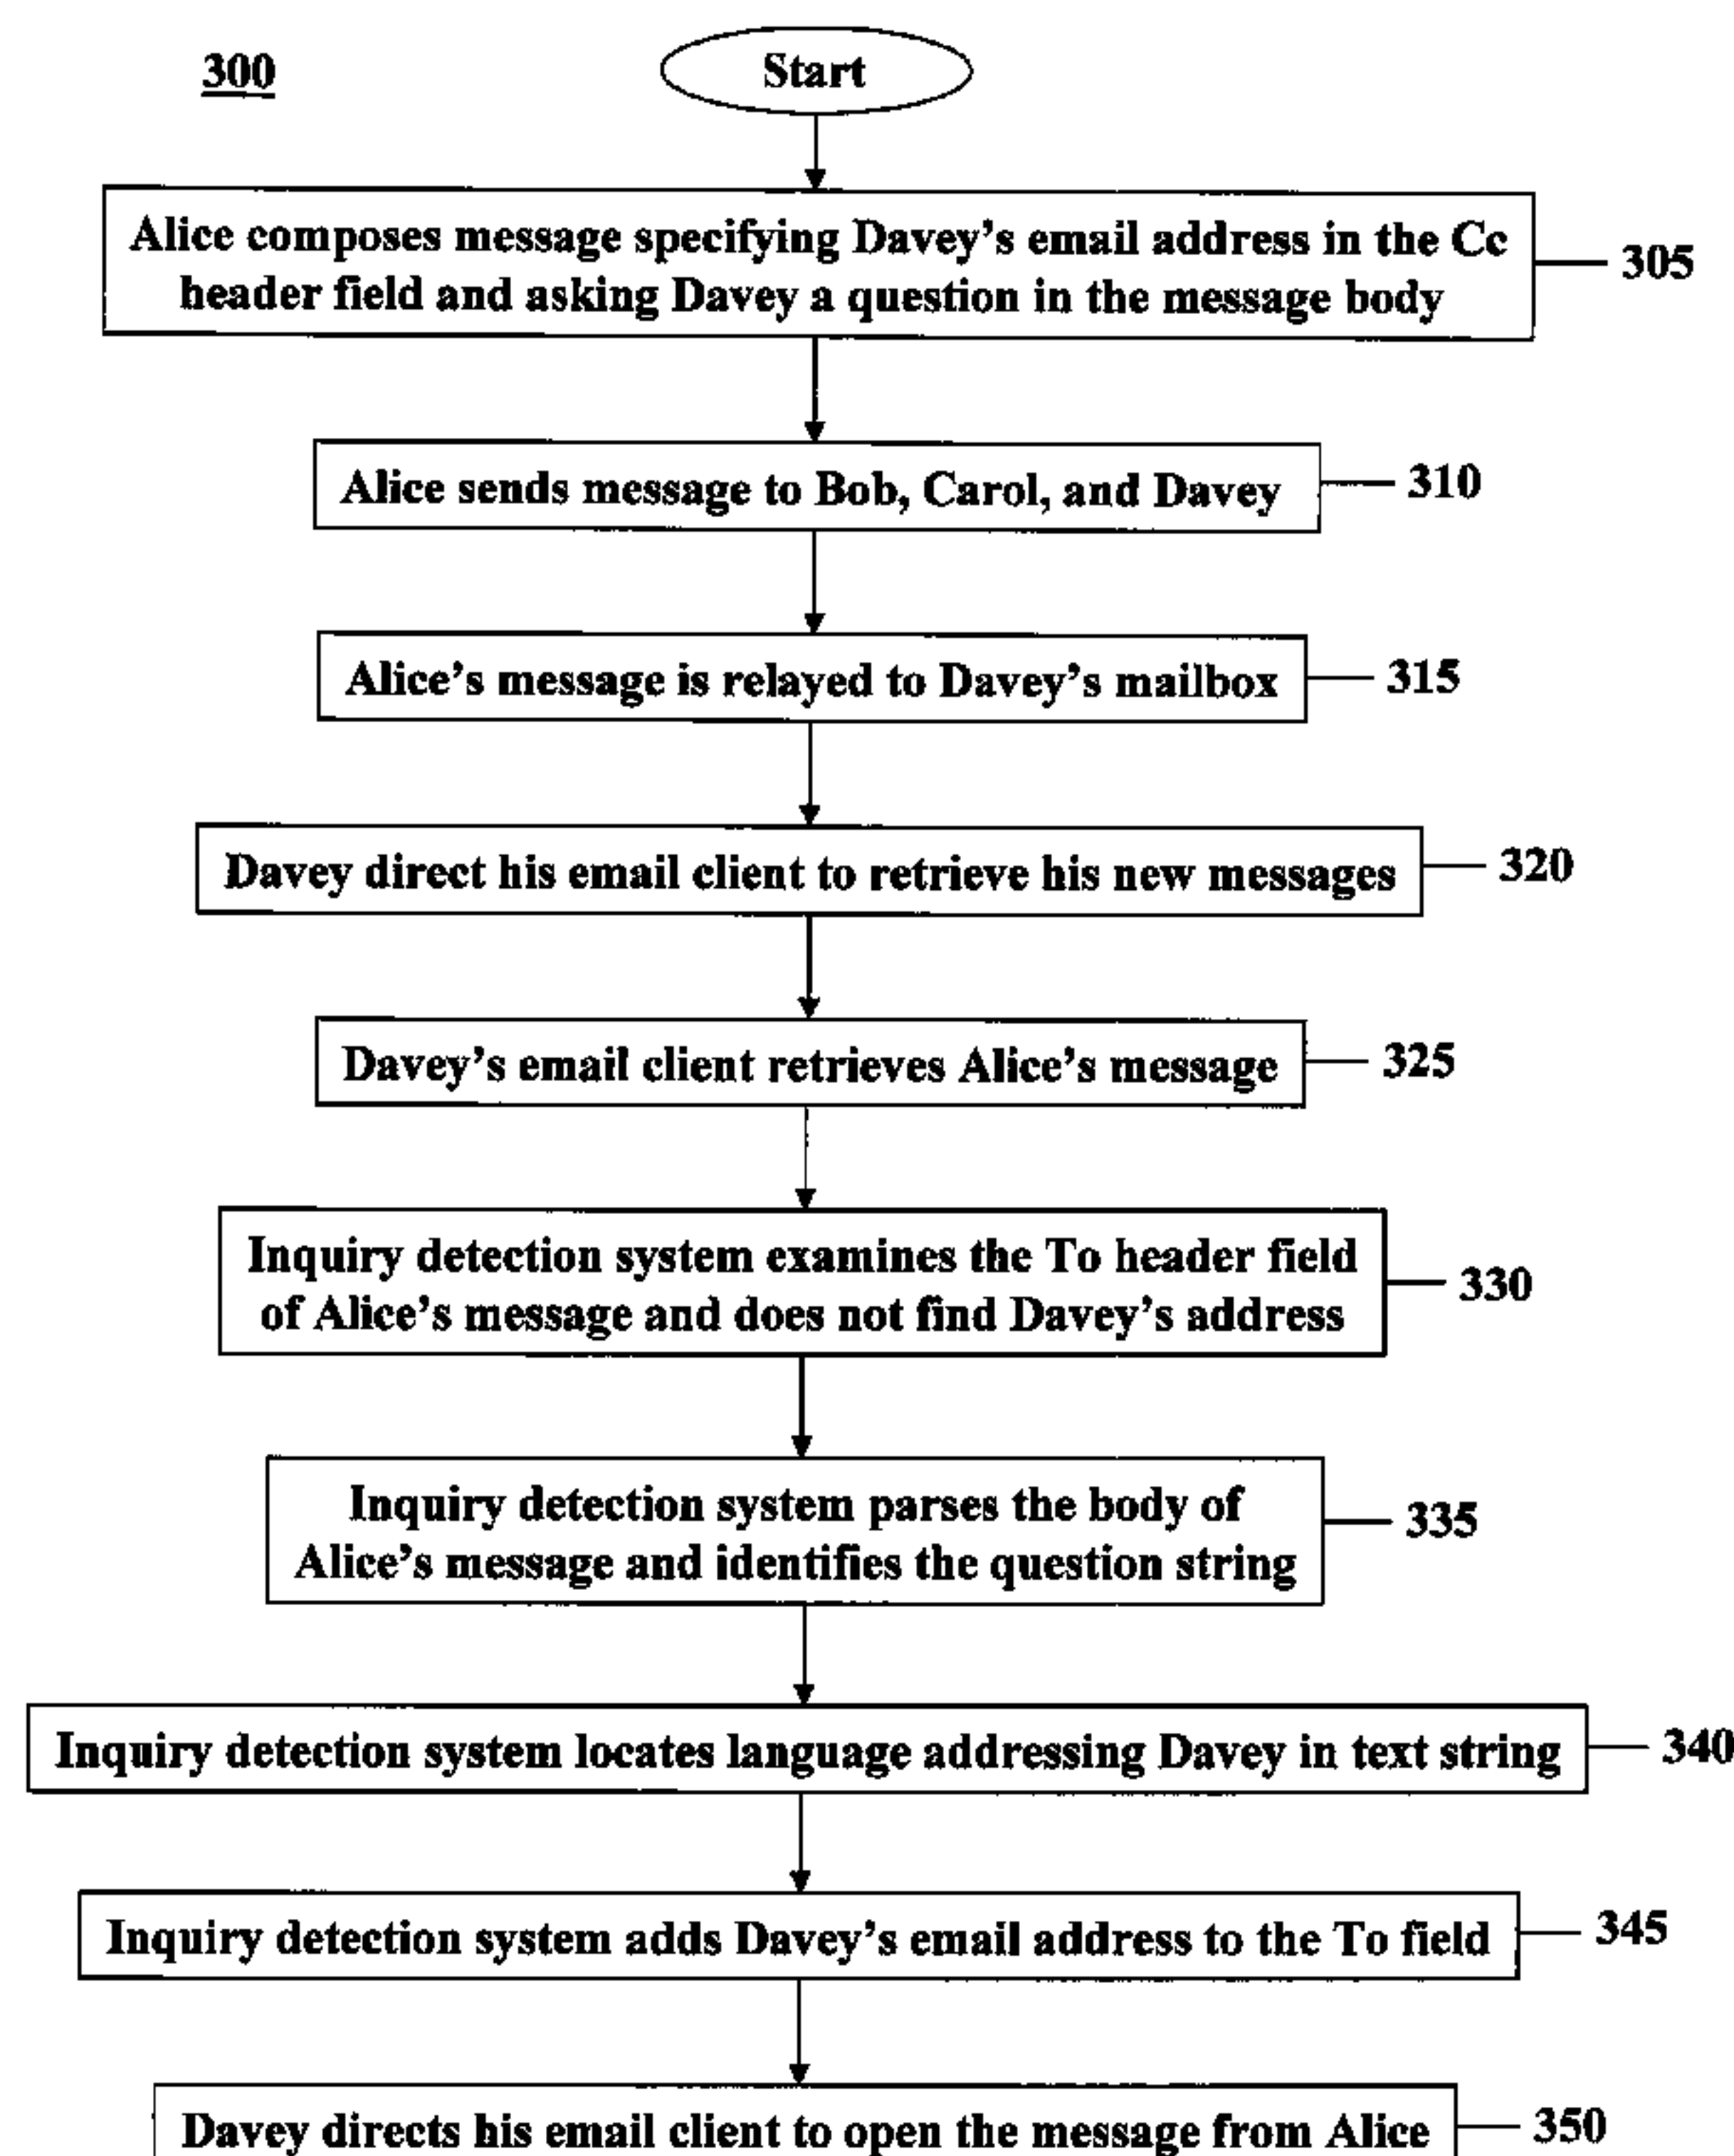 300
Start
Alice composes message specifying Davey's email address in the Cc
header field and asking Davey a question in the message body
305
Alice sends message to Bob, Carol, and Davey
310
Alice's message is relayed to Davey's mailbox
315
Davey direct his email client to retrieve his new messages
320
Davey's email client retrieves Alice's message
325
Inquiry detection system examines the To header field
of Alice's message and does not find Davey's address
330
Inquiry detection system parses the body of
Alice's message and identifies the question string
335
Inquiry detection system locates language addressing Davey in text string
340
Inquiry detection system adds Davey's email address to the To field
345
Davey directs his email client to open the message from Alice
350